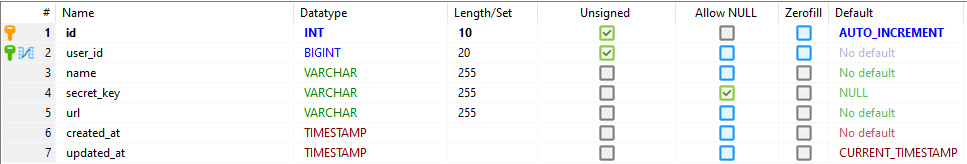 # Name Datatype Length/Set Unsigned Allow NULL Zerofill Default
1 id INT 10 AUTO_INCREMENT
2 user_id BIGINT 20 No default
3 name VARCHAR 255 No default
4 secret_key VARCHAR 255 NULL
5 url VARCHAR 255 No default
6 created_at TIMESTAMP No default
7 updated_at TIMESTAMP CURRENT_TIMESTAMP